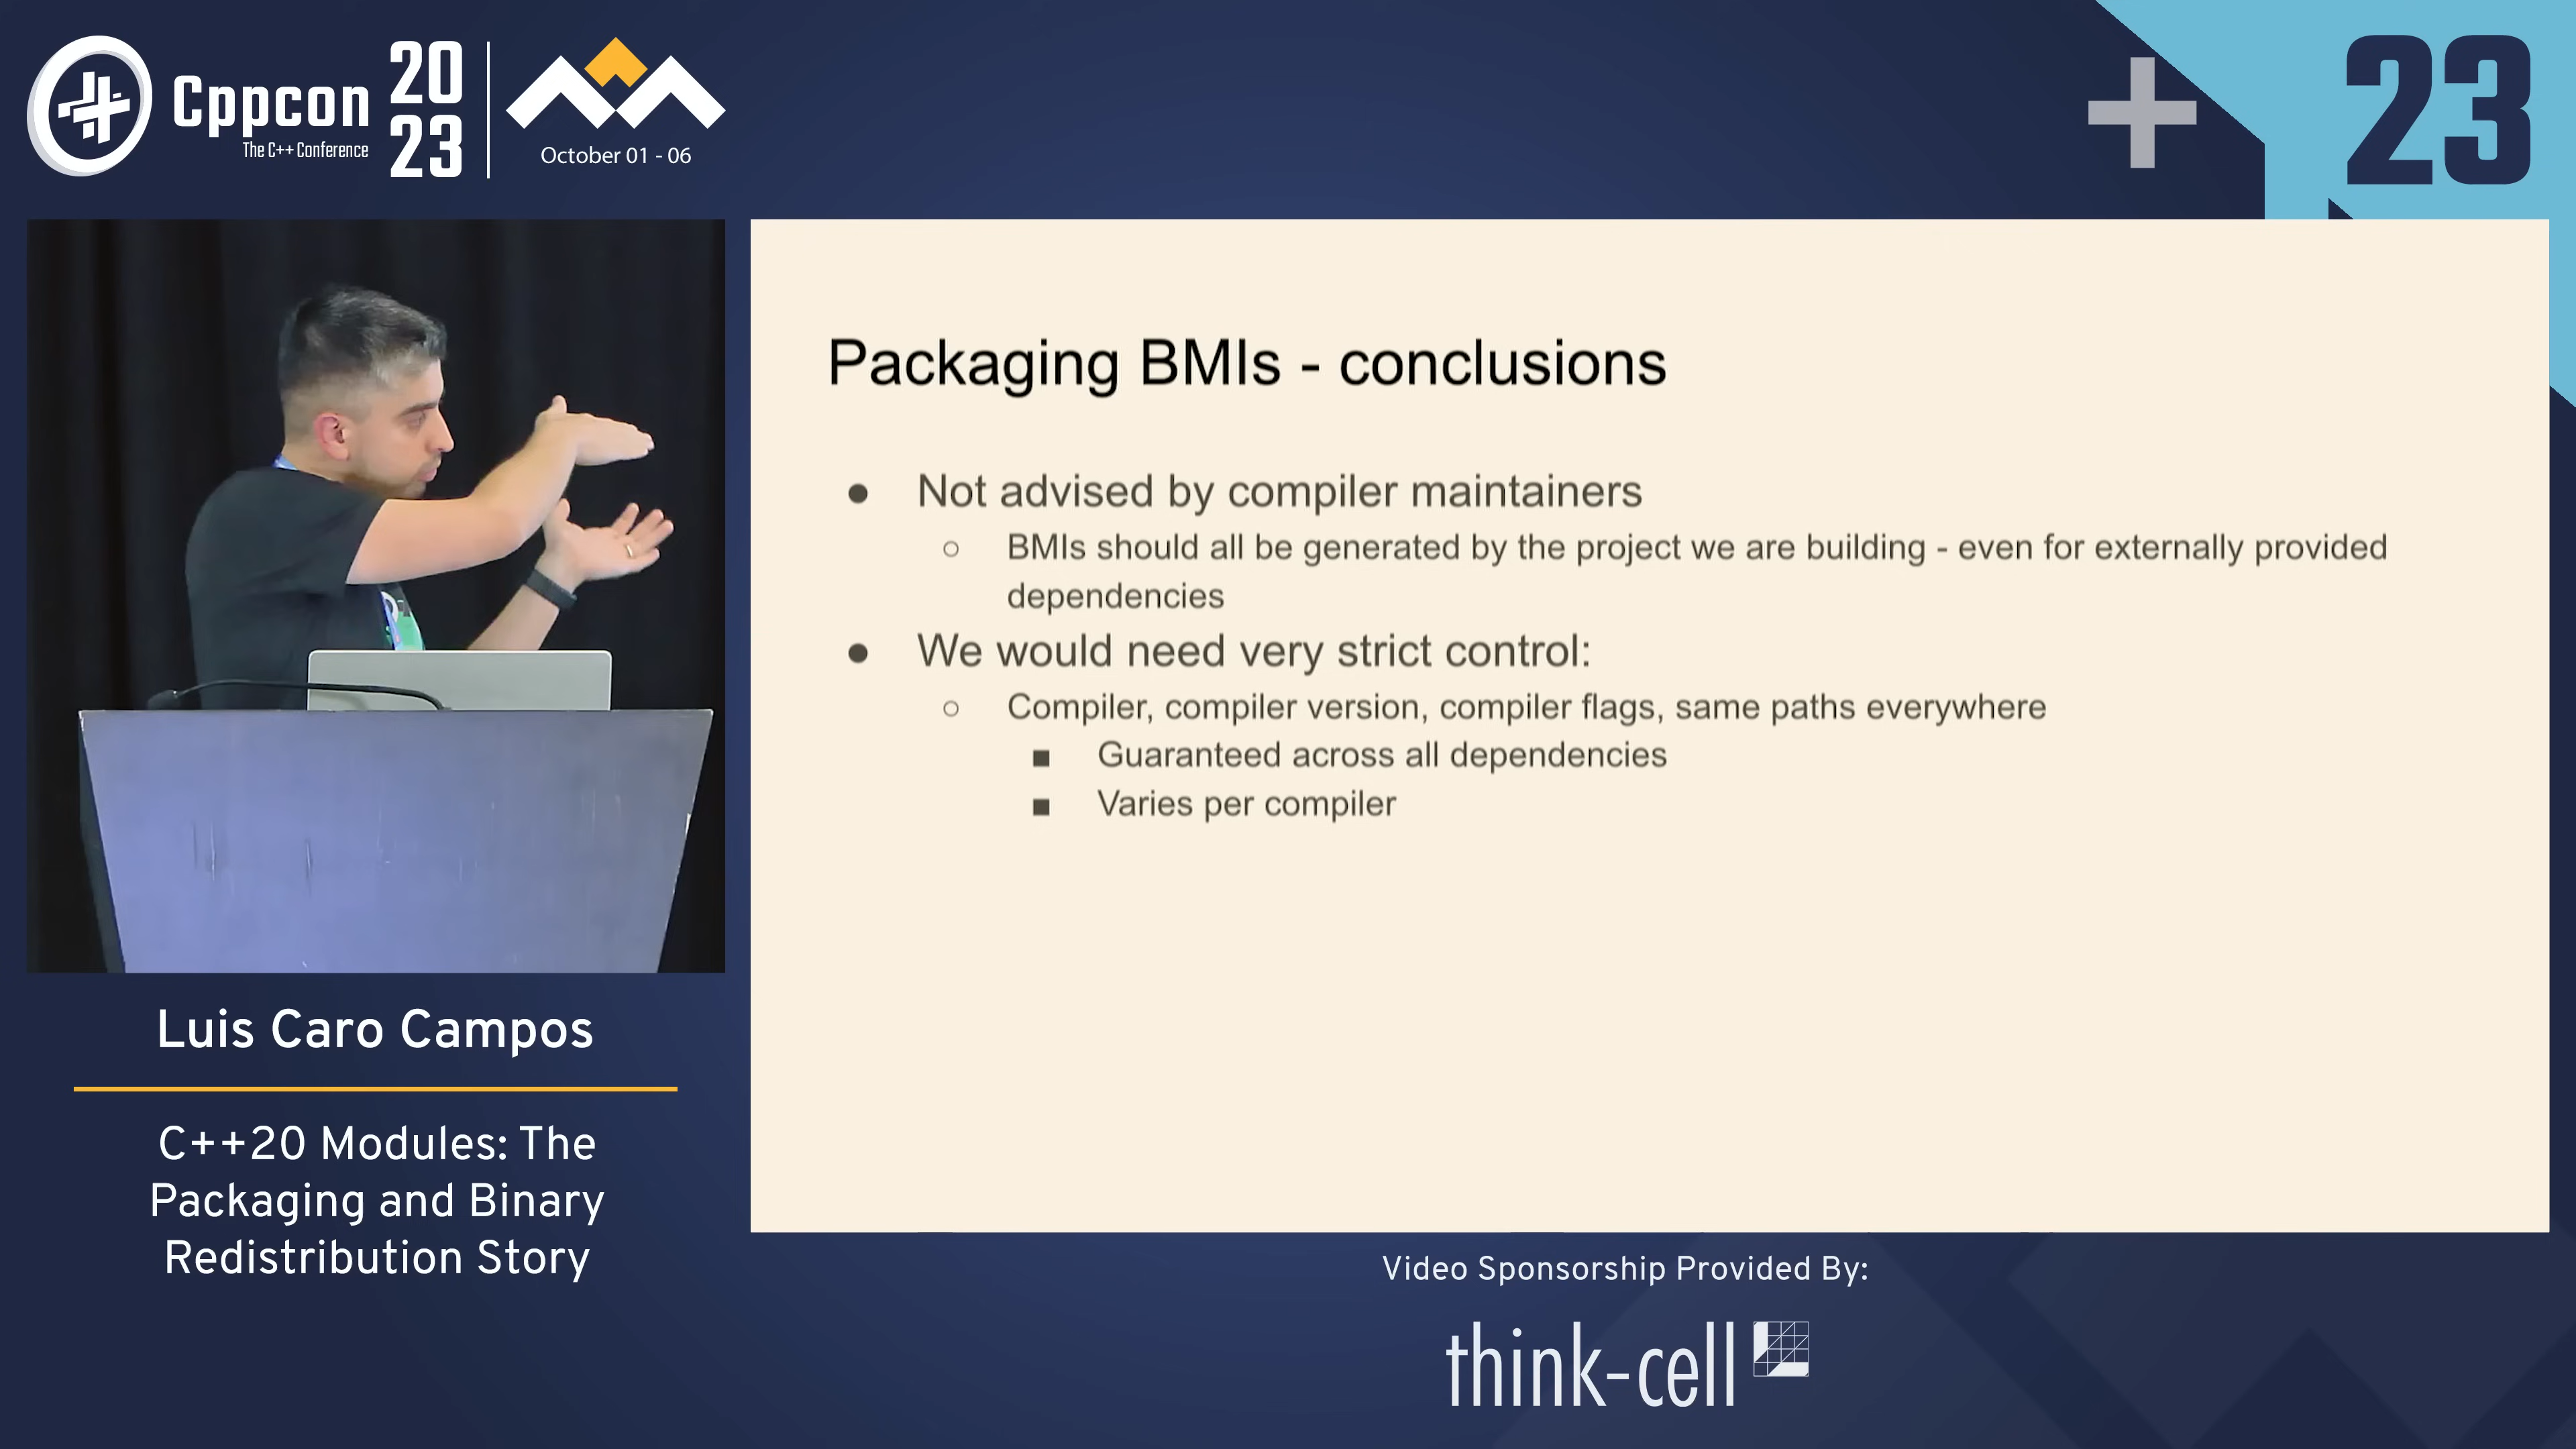 Cppcon
The C++ Conference
20
23
October 01 - 06
23
Packaging BMIs - conclusions
● Not advised by compiler maintainers
○ BMIs should all be generated by the project we are building - even for externally provided
dependencies
● We would need very strict control:
○ Compiler, compiler version, compiler flags, same paths everywhere
■ Guaranteed across all dependencies
■ Varies per compiler
Luis Caro Campos
C++20 Modules: The
Packaging and Binary
Redistribution Story
Video Sponsorship Provided By:
think-cell